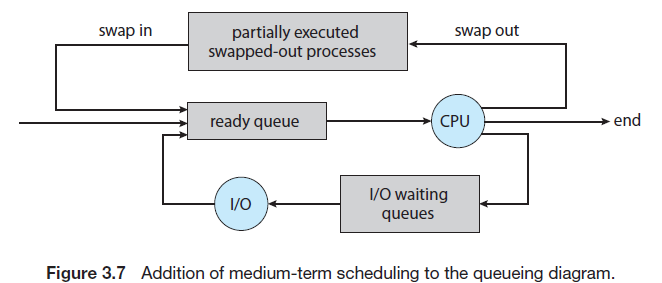 swap in
partially executed
swapped-out processes
swap out
ready queue
CPU
end
I/O
I/O waiting
queues
Figure 3.7 Addition of medium-term scheduling to the queueing diagram.